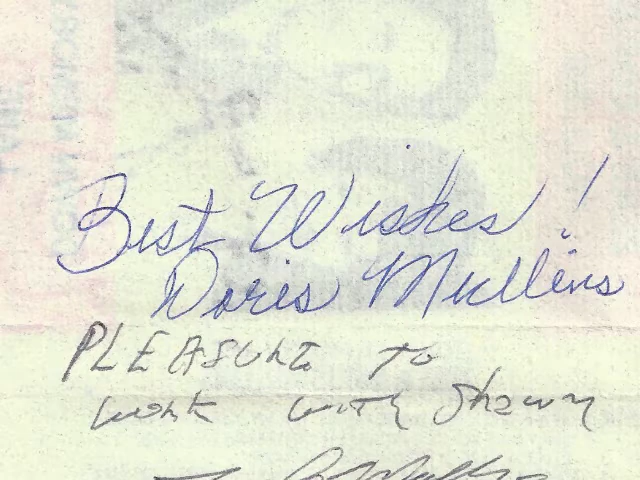 Best Wishes!
Doris Mullins
PLEASURE to
work with Shawn